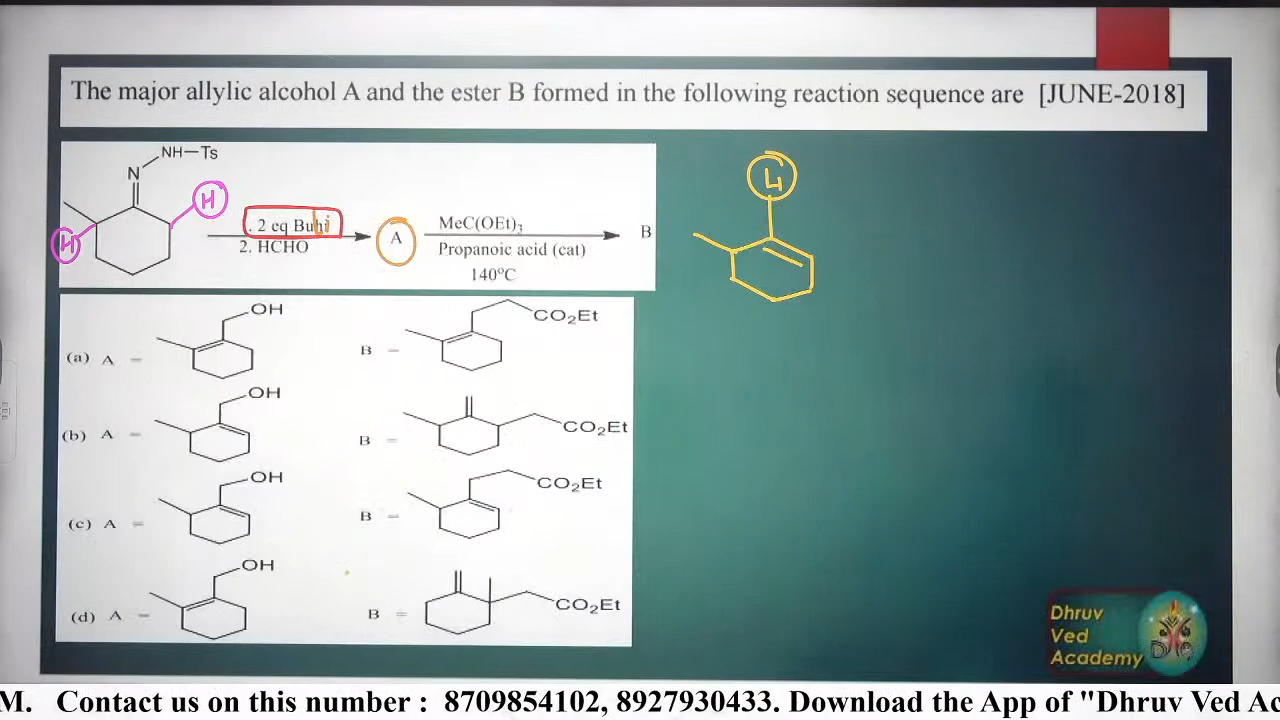 The major allylic alcohol A and the ester B formed in the following reaction sequence are [JUNE-2018]
NH—Ts
N
H
H
. 2 eq Buhi
2. HCHO
A
MeC(OEt)3
Propanoic acid (cat)
140°C
B
Li
(a) A = OH B = CO2Et
(b) A = OH B = CO2Et
(c) A = OH B = CO2Et
(d) A = OH B = CO2Et
Dhruv
Ved
Academy
M. Contact us on this number : 8709854102, 8927930433. Download the App of "Dhruv Ved Ac